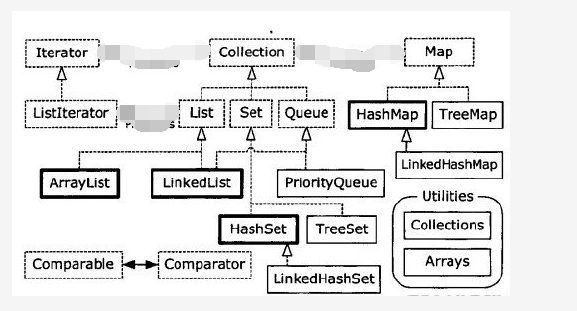 Iterator
Collection
Map
ListIterator
List
Set
Queue
HashMap
TreeMap
ArrayList
LinkedList
PriorityQueue
LinkedHashMap
Utilities
HashSet
TreeSet
Collections
Comparable
Comparator
Arrays
LinkedHashSet